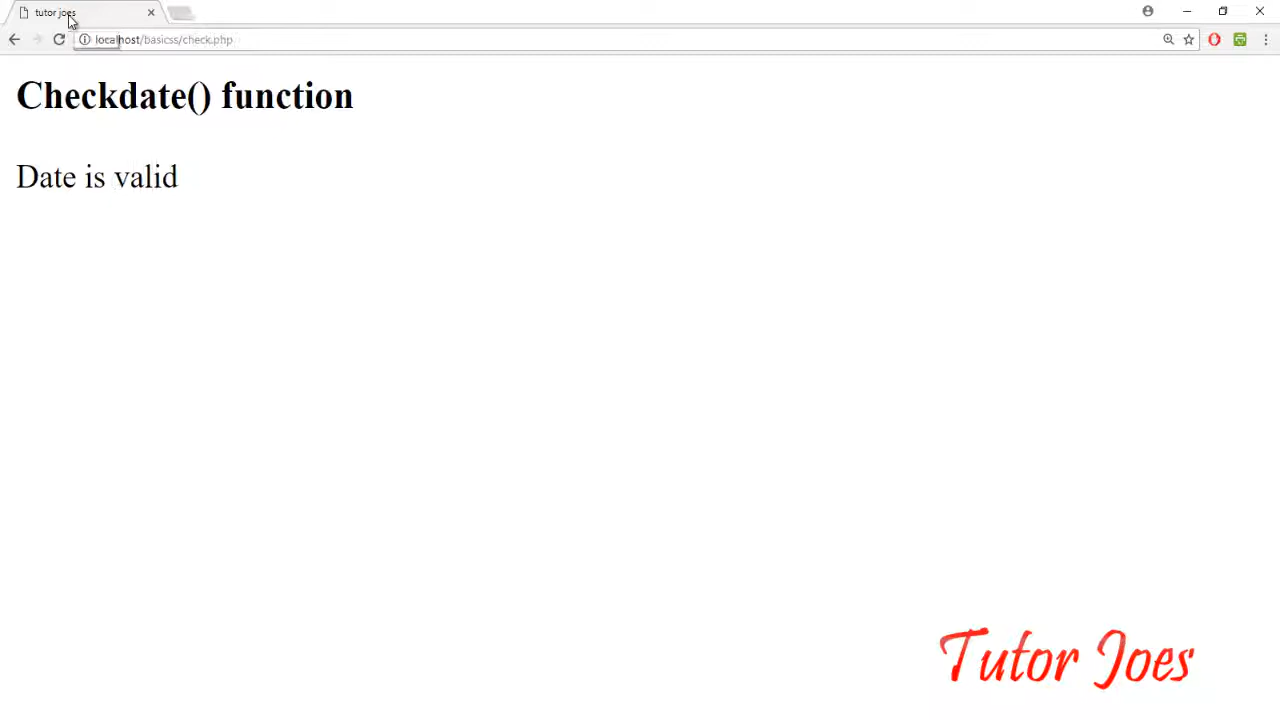 tutor joes
localhost/basicss/check.php
Checkdate() function
Date is valid
Tutor Joes